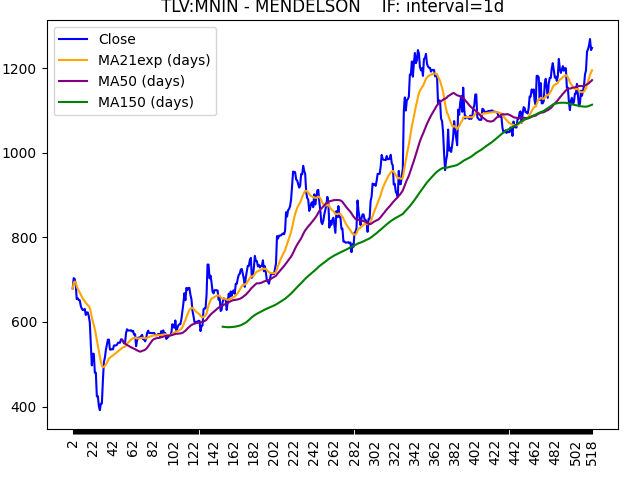 TLV:MNIN - MENDELSON    IF: interval=1d
Close
MA21exp (days)
MA50 (days)
MA150 (days)
1200
1000
800
600
400
2 22 42 62 82 102 122 142 162 182 202 222 242 262 282 302 322 342 362 382 402 422 442 462 482 502 518